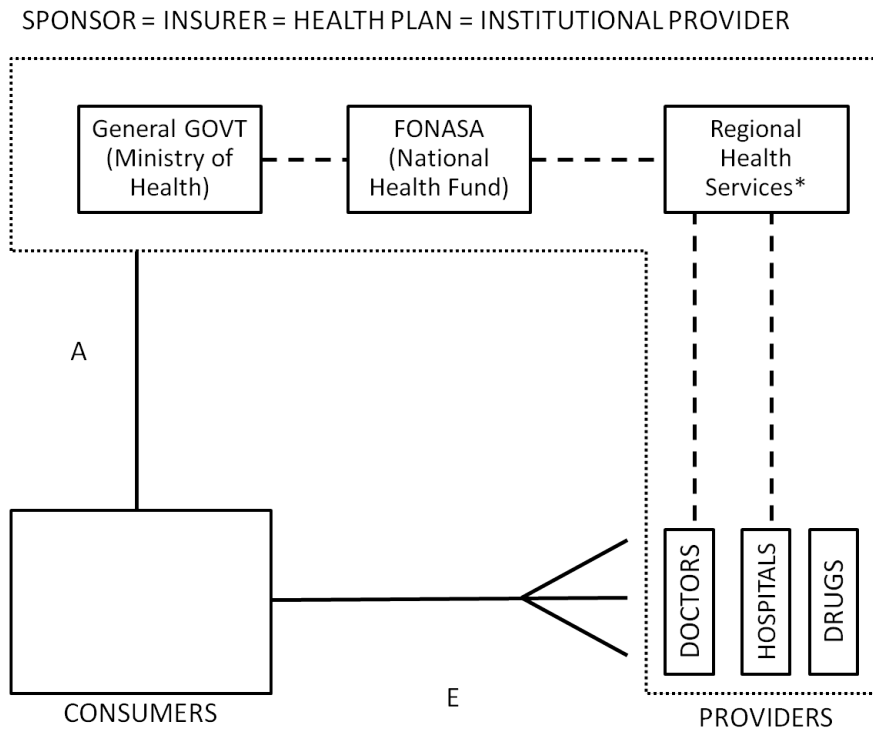 SPONSOR = INSURER = HEALTH PLAN = INSTITUTIONAL PROVIDER
General GOVT
(Ministry of
Health)
FONASA
(National
Health Fund)
Regional
Health
Services*
A
DOCTORS
HOSPITALS
DRUGS
E
CONSUMERS
PROVIDERS